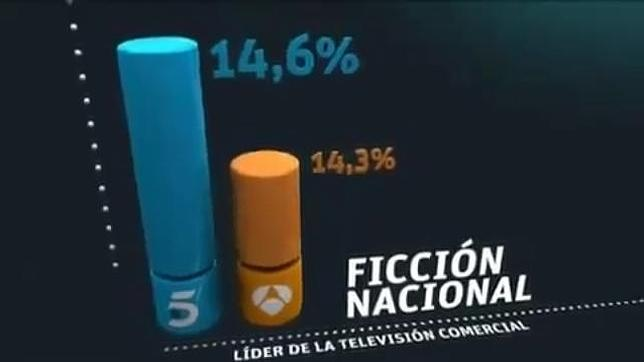 14,6%
14,3%
5
FICCIÓN
NACIONAL
LÍDER DE LA TELEVISIÓN COMERCIAL